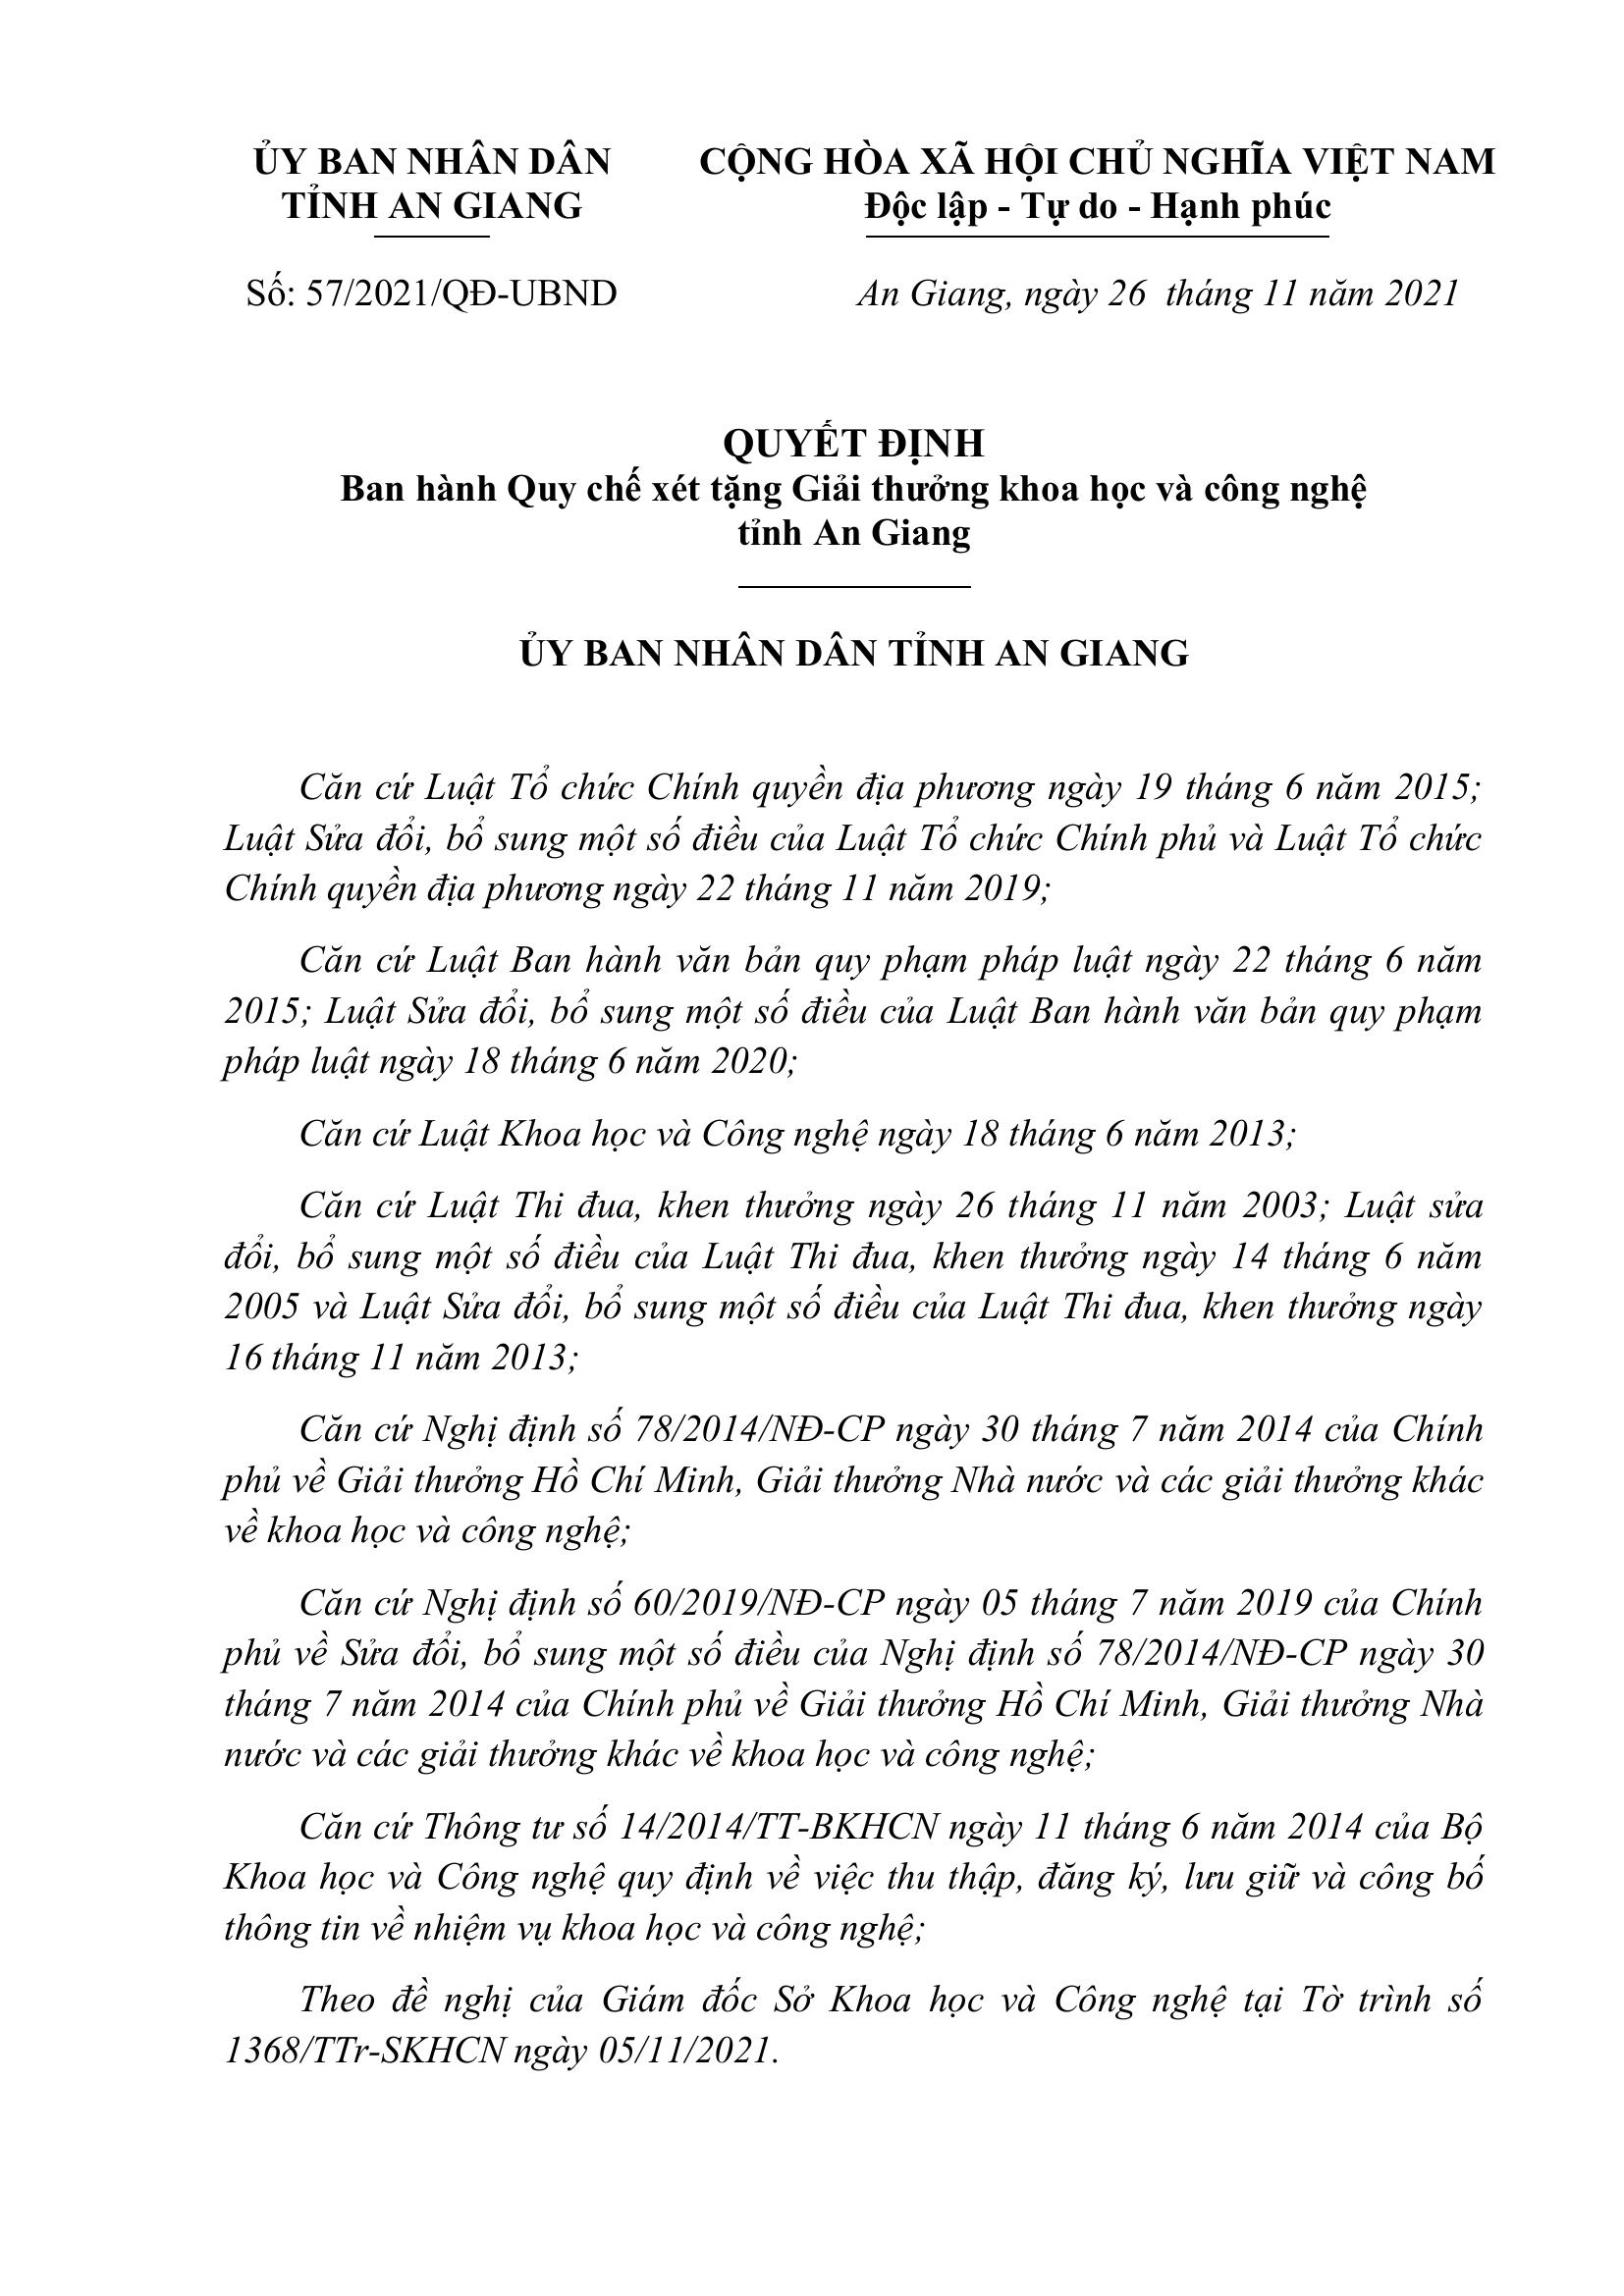 ỦY BAN NHÂN DÂN
TỈNH AN GIANG
CỘNG HÒA XÃ HỘI CHỦ NGHĨA VIỆT NAM
Độc lập - Tự do - Hạnh phúc
Số: 57/2021/QĐ-UBND
An Giang, ngày 26 tháng 11 năm 2021
QUYẾT ĐỊNH
Ban hành Quy chế xét tặng Giải thưởng khoa học và công nghệ
tỉnh An Giang
ỦY BAN NHÂN DÂN TỈNH AN GIANG
Căn cứ Luật Tổ chức Chính quyền địa phương ngày 19 tháng 6 năm 2015;
Luật Sửa đổi, bổ sung một số điều của Luật Tổ chức Chính phủ và Luật Tổ chức
Chính quyền địa phương ngày 22 tháng 11 năm 2019;
Căn cứ Luật Ban hành văn bản quy phạm pháp luật ngày 22 tháng 6 năm
2015; Luật Sửa đổi, bổ sung một số điều của Luật Ban hành văn bản quy phạm
pháp luật ngày 18 tháng 6 năm 2020;
Căn cứ Luật Khoa học và Công nghệ ngày 18 tháng 6 năm 2013;
Căn cứ Luật Thi đua, khen thưởng ngày 26 tháng 11 năm 2003; Luật sửa
đổi, bổ sung một số điều của Luật Thi đua, khen thưởng ngày 14 tháng 6 năm
2005 và Luật Sửa đổi, bổ sung một số điều của Luật Thi đua, khen thưởng ngày
16 tháng 11 năm 2013;
Căn cứ Nghị định số 78/2014/NĐ-CP ngày 30 tháng 7 năm 2014 của Chính
phủ về Giải thưởng Hồ Chí Minh, Giải thưởng Nhà nước và các giải thưởng khác
về khoa học và công nghệ;
Căn cứ Nghị định số 60/2019/NĐ-CP ngày 05 tháng 7 năm 2019 của Chính
phủ về Sửa đổi, bổ sung một số điều của Nghị định số 78/2014/NĐ-CP ngày 30
tháng 7 năm 2014 của Chính phủ về Giải thưởng Hồ Chí Minh, Giải thưởng Nhà
nước và các giải thưởng khác về khoa học và công nghệ;
Căn cứ Thông tư số 14/2014/TT-BKHCN ngày 11 tháng 6 năm 2014 của Bộ
Khoa học và Công nghệ quy định về việc thu thập, đăng ký, lưu giữ và công bố
thông tin về nhiệm vụ khoa học và công nghệ;
Theo đề nghị của Giám đốc Sở Khoa học và Công nghệ tại Tờ trình số
1368/TTr-SKHCN ngày 05/11/2021.